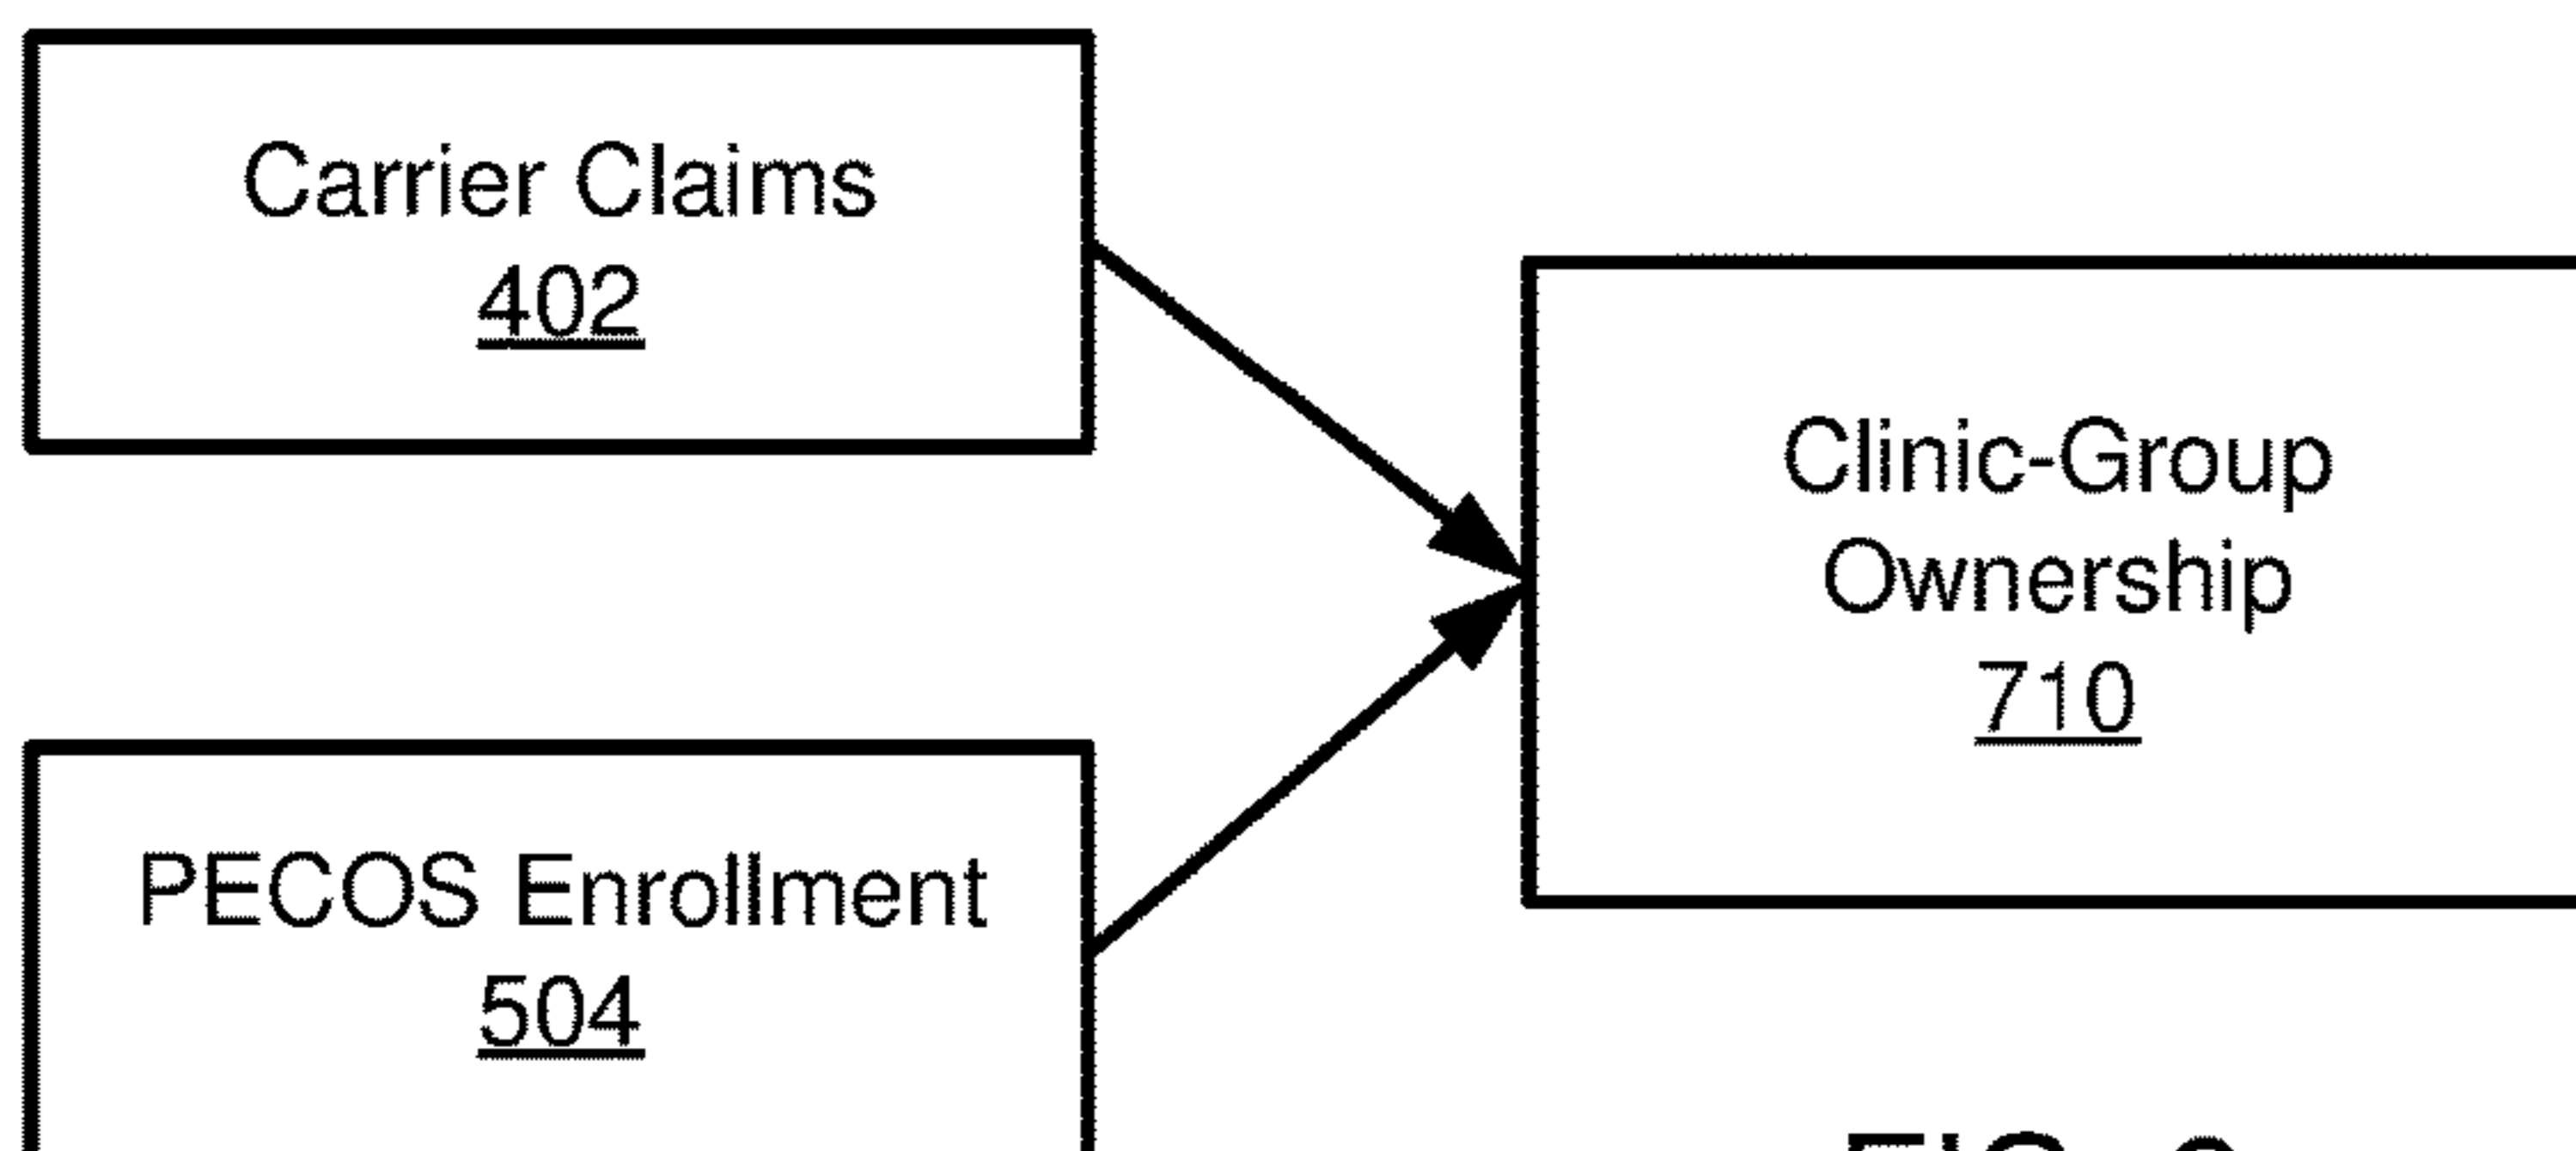 Carrier Claims
402
Clinic-Group
Ownership
710
PECOS Enrollment
504